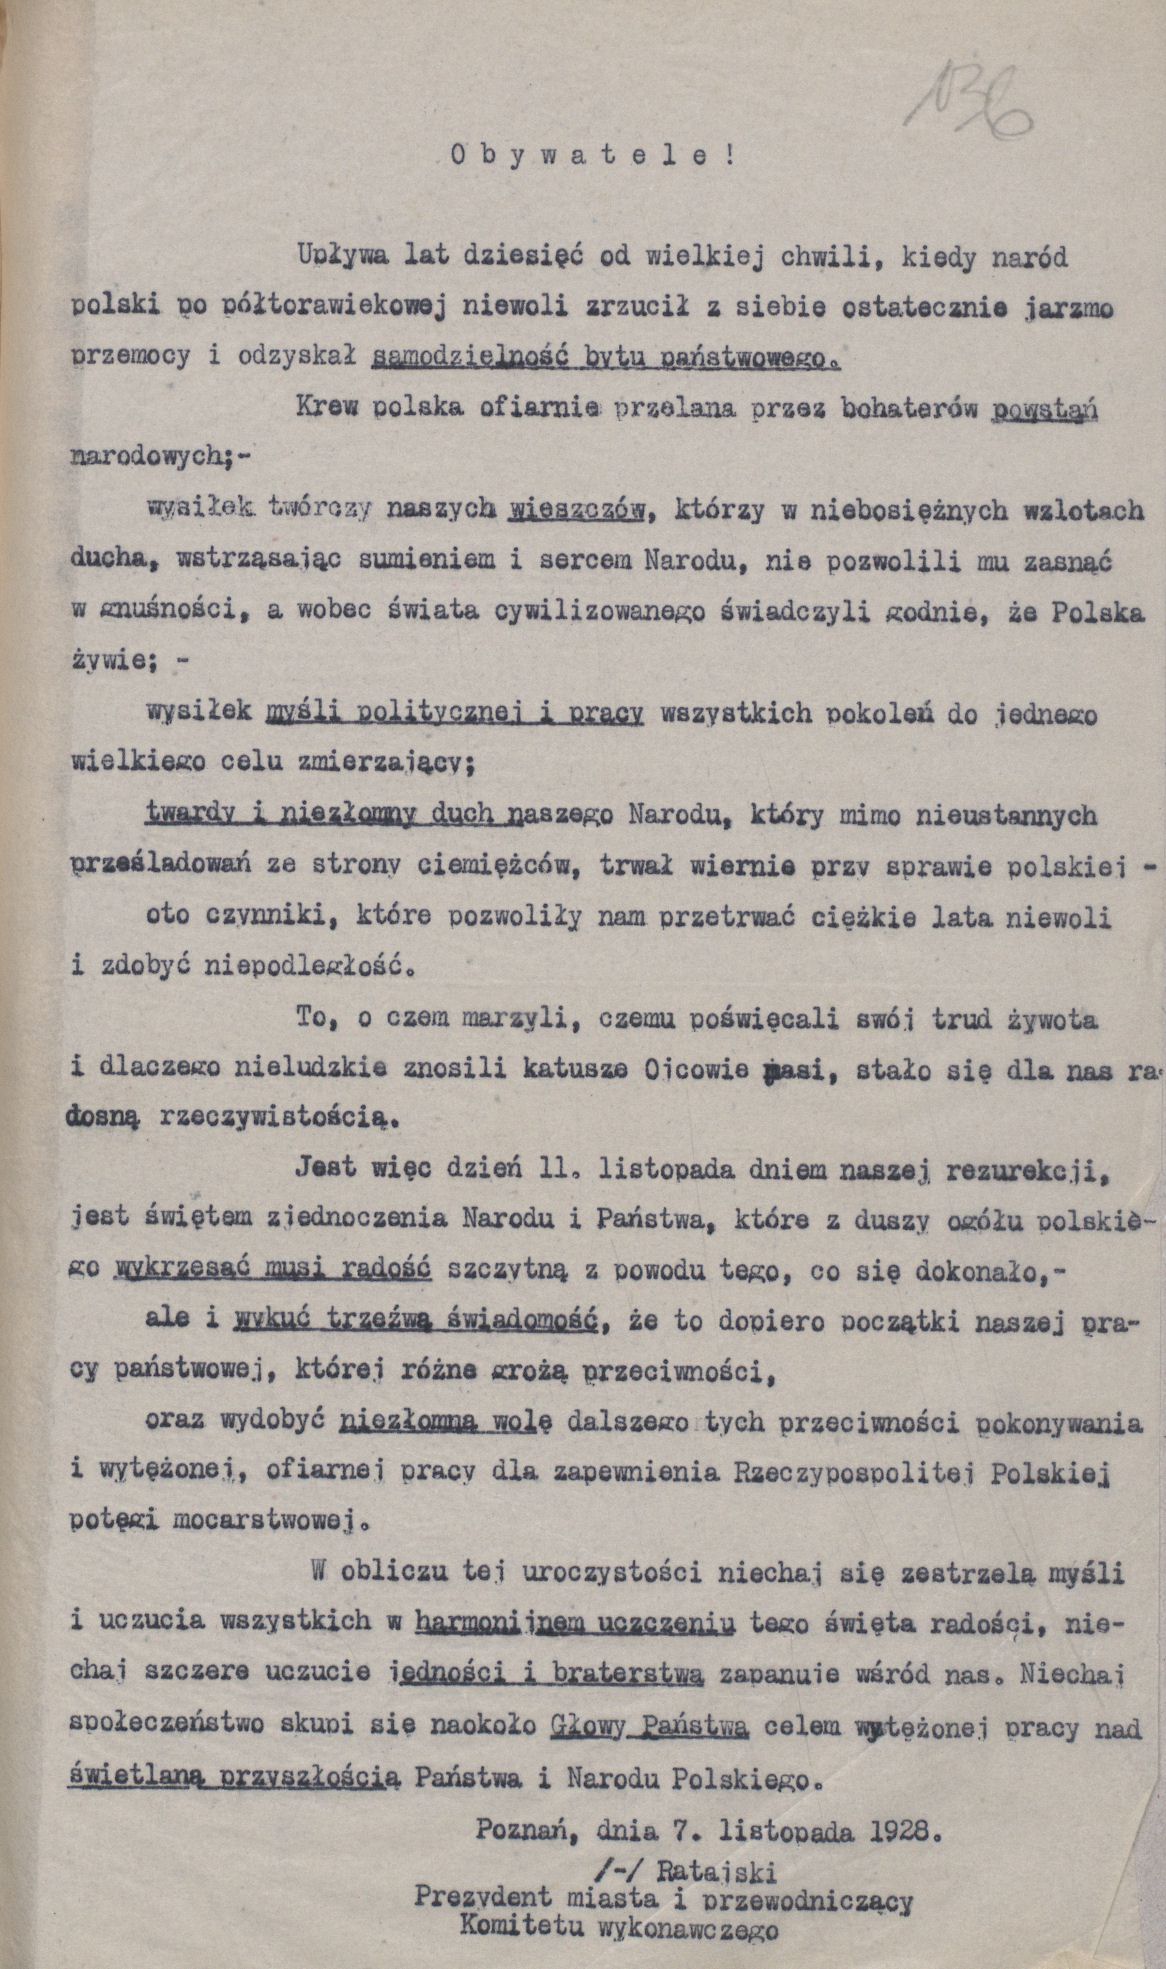 136
Obywatele!
Upływa lat dziesięć od wielkiej chwili, kiedy naród
polski po półtorawiekowej niewoli zrzucił z siebie ostatecznie jarzmo
przemocy i odzyskał samodzielność bytu państwowego.
Krew polska ofiarnie przelana przez bohaterów powstąń
narodowych;-
wysiłek twórczy naszych wieszczów, którzy w niebosiężnych wzlotach
ducha, wstrząsając sumieniem i sercem Narodu, nie pozwolili mu zasnąć
w gnuśności, a wobec świata cywilizowanego świadczyli godnie, że Polska
żywie; -
wysiłek myśli politycznej i pracy wszystkich pokoleń do jednego
wielkiego celu zmierzający;
twardy i niezłomny duch naszego Narodu, który mimo nieustannych
prześladowań ze strony ciemiężców, trwał wiernie przy sprawie polskiej -
oto czynniki, które pozwoliły nam przetrwać ciężkie lata niewoli
i zdobyć niepodległość.
To, o czem marzyli, czemu poświęcali swój trud żywota
i dlaczego nieludzkie znosili katusze Ojcowie nasi, stało się dla nas ra-
dosną rzeczywistością.
Jest więc dzień 11. listopada dniem naszej rezurekcji,
jest świętem zjednoczenia Narodu i Państwa, które z duszy ogółu polskie-
go wykrzesać musi radość szczytną z powodu tego, co się dokonało,-
ale i wykuć trzeźwą świadomość, że to dopiero początki naszej pra-
cy państwowej, której różne grożą przeciwności,
oraz wydobyć niezłomną wolę dalszego tych przeciwności pokonywania
i wytężonej, ofiarnej pracy dla zapewnienia Rzeczypospolitej Polskiej
potęgi mocarstwowej.
W obliczu tej uroczystości niechaj się zestrzelą myśli
i uczucia wszystkich w harmonijnem uczczeniu tego święta radości, nie-
chaj szczere uczucie jedności i braterstwa zapanuje wśród nas. Niechaj
społeczeństwo skupi się naokoło Głowy Państwa celem wytężonej pracy nad
świetlaną przyszłością Państwa i Narodu Polskiego.
Poznań, dnia 7. listopada 1928.
/-/ Ratajski
Prezydent miasta i przewodniczący
Komitetu wykonawczego